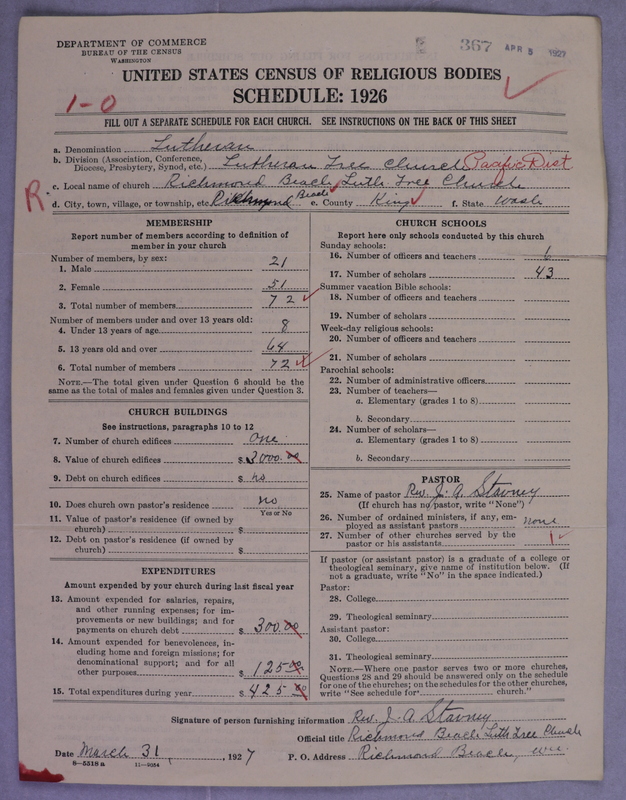 DEPARTMENT OF COMMERCE
BUREAU OF THE CENSUS
WASHINGTON
367 APR 5 1927
UNITED STATES CENSUS OF RELIGIOUS BODIES
1-0
SCHEDULE: 1926
FILL OUT A SEPARATE SCHEDULE FOR EACH CHURCH. SEE INSTRUCTIONS ON THE BACK OF THIS SHEET
a. Denomination Lutheran
b. Division (Association, Conference, Diocese, Presbytery, Synod, etc.) Lutheran Free Church Pacific Dist
R.
c. Local name of church Richmond Beach Luth Free Church
d. City, town, village, or township, etc. Richmond Beach e. County King f. State Wash
MEMBERSHIP
Report number of members according to definition of
member in your church
Number of members, by sex:
1. Male 21
2. Female 51
3. Total number of members 72
Number of members under and over 13 years old:
4. Under 13 years of age 8
5. 13 years old and over 64
6. Total number of members 72
NOTE.—The total given under Question 6 should be the
same as the total of males and females given under Question 3.
CHURCH BUILDINGS
See instructions, paragraphs 10 to 12
7. Number of church edifices one
8. Value of church edifices $ 3000.00
9. Debt on church edifices $ no
10. Does church own pastor's residence no
Yes or No
11. Value of pastor's residence (if owned by
church) $
12. Debt on pastor's residence (if owned by
church) $
EXPENDITURES
Amount expended by your church during last fiscal year
13. Amount expended for salaries, repairs,
and other running expenses; for im-
provements or new buildings; and for
payments on church debt $ 300.00
14. Amount expended for benevolences, in-
cluding home and foreign missions; for
denominational support; and for all
other purposes $ 125.00
15. Total expenditures during year $ 425.00
CHURCH SCHOOLS
Report here only schools conducted by this church
Sunday schools:
16. Number of officers and teachers 6
17. Number of scholars 43
Summer vacation Bible schools:
18. Number of officers and teachers
19. Number of scholars
Week-day religious schools:
20. Number of officers and teachers
21. Number of scholars
Parochial schools:
22. Number of administrative officers
23. Number of teachers—
a. Elementary (grades 1 to 8)
b. Secondary
24. Number of scholars—
a. Elementary (grades 1 to 8)
b. Secondary
PASTOR
25. Name of pastor Rev. J. A. Stavney
(If church has no pastor, write "None")
26. Number of ordained ministers, if any, em-
ployed as assistant pastors none
27. Number of other churches served by the
pastor or his assistants 1
If pastor (or assistant pastor) is a graduate of a college or
theological seminary, give name of institution below. (If
not a graduate, write "No" in the space indicated.)
Pastor:
28. College
29. Theological seminary
Assistant pastor:
30. College
31. Theological seminary
NOTE.—Where one pastor serves two or more churches,
Questions 28 and 29 should be answered only on the schedule
for one of the churches; on the schedules for the other churches,
write "See schedule for church."
Signature of person furnishing information Rev. J. A. Stavney
Official title Richmond Beach Luth Free Church
Date March 31, 1927 P. O. Address Richmond Beach,
8—5518 a 11—9054